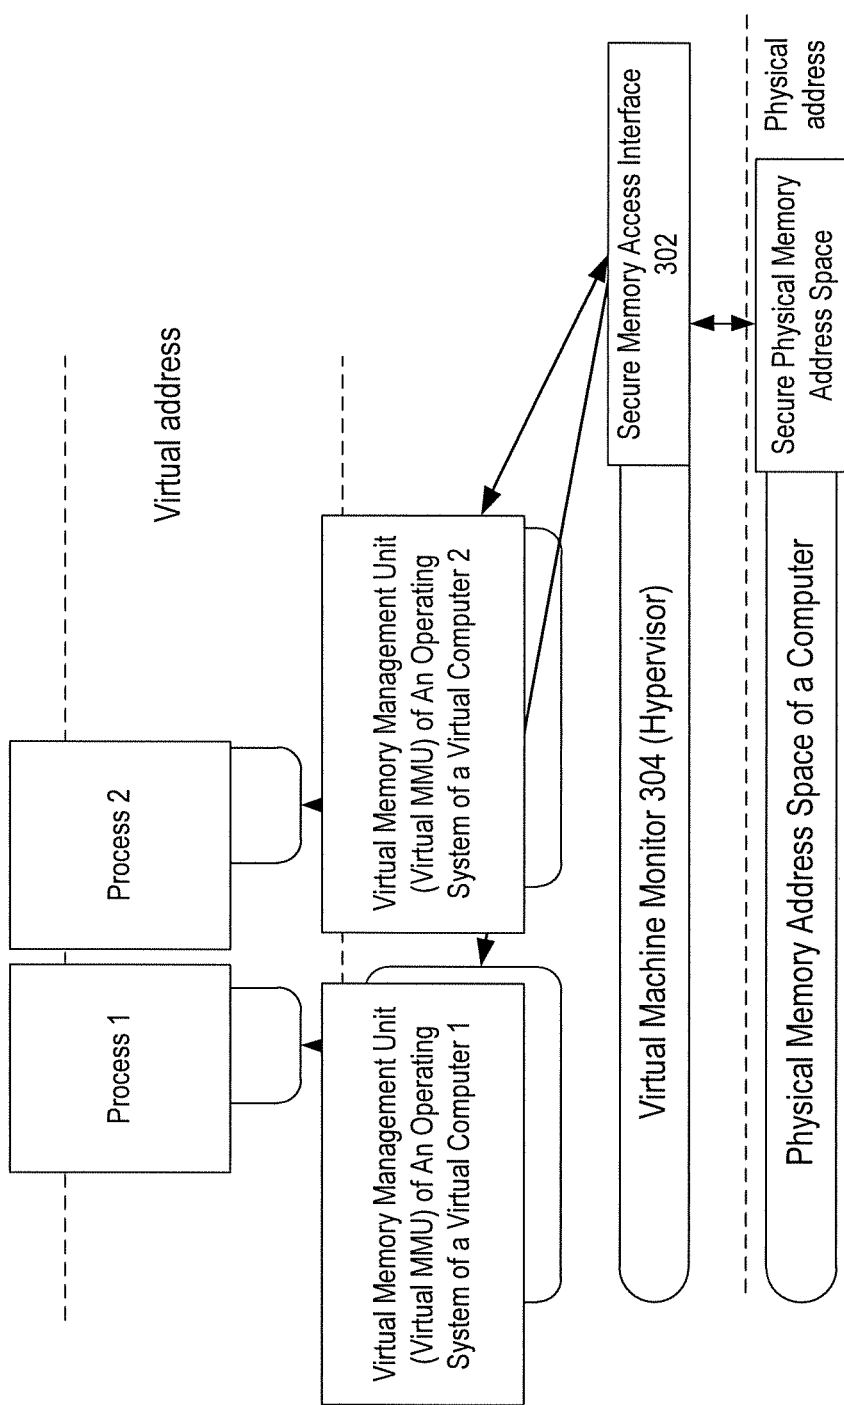 Process 1
Process 2
Virtual address
Virtual Memory Management Unit
(Virtual MMU) of An Operating
System of a Virtual Computer 1
Virtual Memory Management Unit
(Virtual MMU) of An Operating
System of a Virtual Computer 2
Virtual Machine Monitor 304 (Hypervisor)
Secure Memory Access Interface
302
Physical Memory Address Space of a Computer
Secure Physical Memory
Address Space
Physical
address